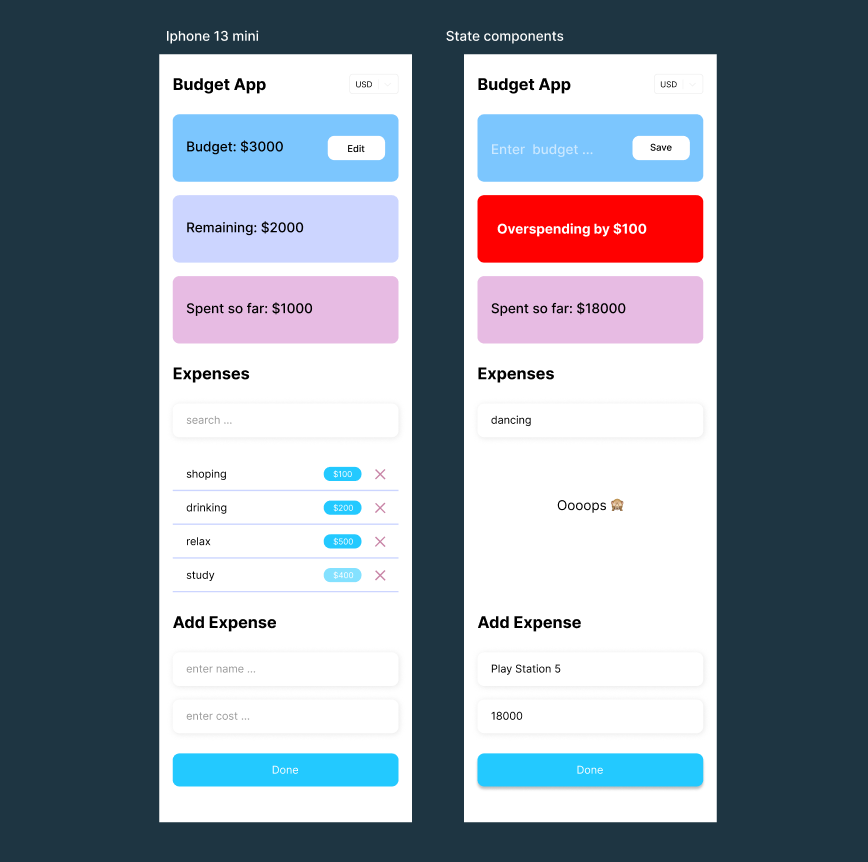 Iphone 13 mini
Budget App
USD
Budget: $3000
Edit
Remaining: $2000
Spent so far: $1000
Expenses
search ...
shoping $100
drinking $200
relax $500
study $400
Add Expense
enter name ...
enter cost ...
Done
State components
Budget App
USD
Enter budget ...
Save
Overspending by $100
Spent so far: $18000
Expenses
dancing
Oooops 🙈
Add Expense
Play Station 5
18000
Done